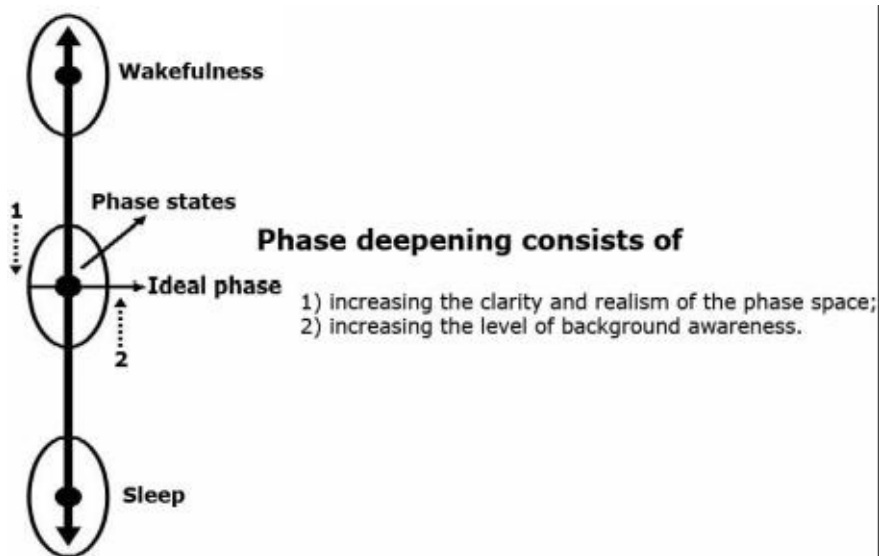 Wakefulness
Phase states
1
Phase deepening consists of
Ideal phase
1) increasing the clarity and realism of the phase space;
2) increasing the level of background awareness.
2
Sleep